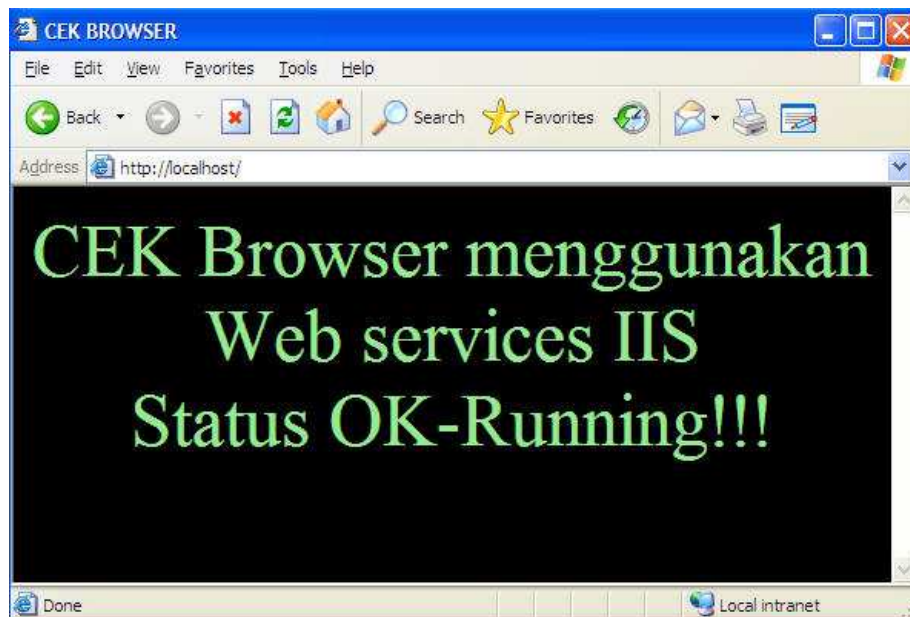 CEK BROWSER
File Edit View Favorites Tools Help
Back Search Favorites
Address http://localhost/
CEK Browser menggunakan
Web services IIS
Status OK-Running!!!
Done Local intranet